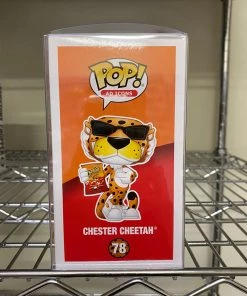 POP!
AD ICONS
CHESTER CHEETAH®
78